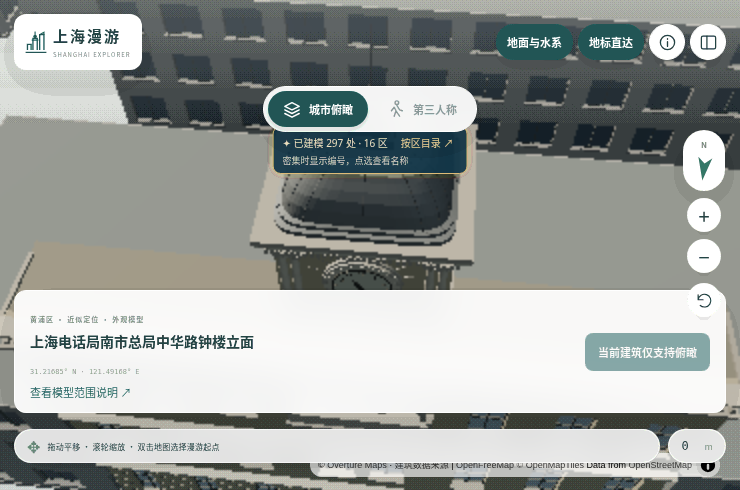 上海漫游
SHANGHAI EXPLORER
地面与水系
地标直达
城市俯瞰
第三人称
✦ 已建模 297 处 · 16 区 按区目录 ↗
密集时显示编号，点选查看名称
N
+
−
黄浦区 · 近似定位 · 外观模型
上海电话局南市总局中华路钟楼立面
31.21685° N · 121.49168° E
查看模型范围说明 ↗
当前建筑仅支持俯瞰
拖动平移 · 滚轮缩放 · 双击地图选择漫游起点
0 m
© Overture Maps · 建筑数据来源 | OpenFreeMap © OpenMapTiles Data from OpenStreetMap